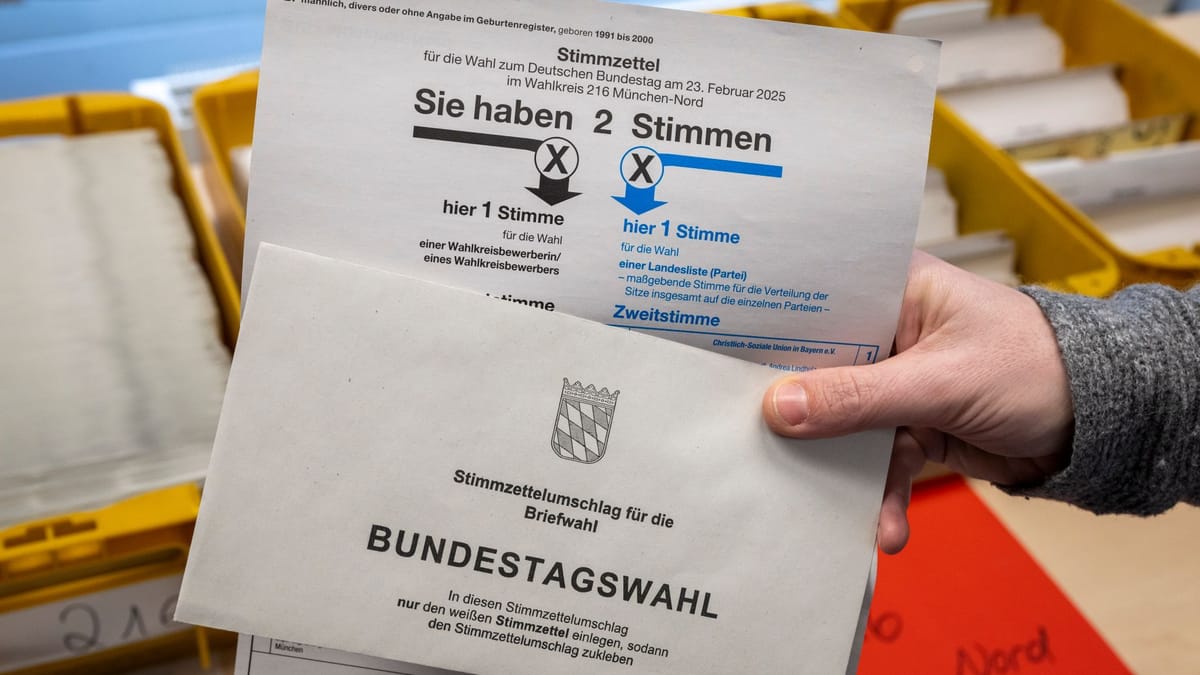 männlich, divers oder ohne Angabe im Geburtenregister, geboren 1991 bis 2000
Stimmzettel
für die Wahl zum Deutschen Bundestag am 23. Februar 2025
im Wahlkreis 216 München-Nord
Sie haben 2 Stimmen
X
X
hier 1 Stimme
für die Wahl
einer Wahlkreisbewerberin/
eines Wahlkreisbewerbers
hier 1 Stimme
für die Wahl
einer Landesliste (Partei)
– maßgebende Stimme für die Verteilung der
Sitze insgesamt auf die einzelnen Parteien –
Zweitstimme
Christlich-Soziale Union in Bayern e.V.
1
Andrea
Stimmzettelumschlag für die
Briefwahl
BUNDESTAGSWAHL
In diesen Stimmzettelumschlag
nur den weißen Stimmzettel einlegen, sodann
den Stimmzettelumschlag zukleben
München
216
Nord